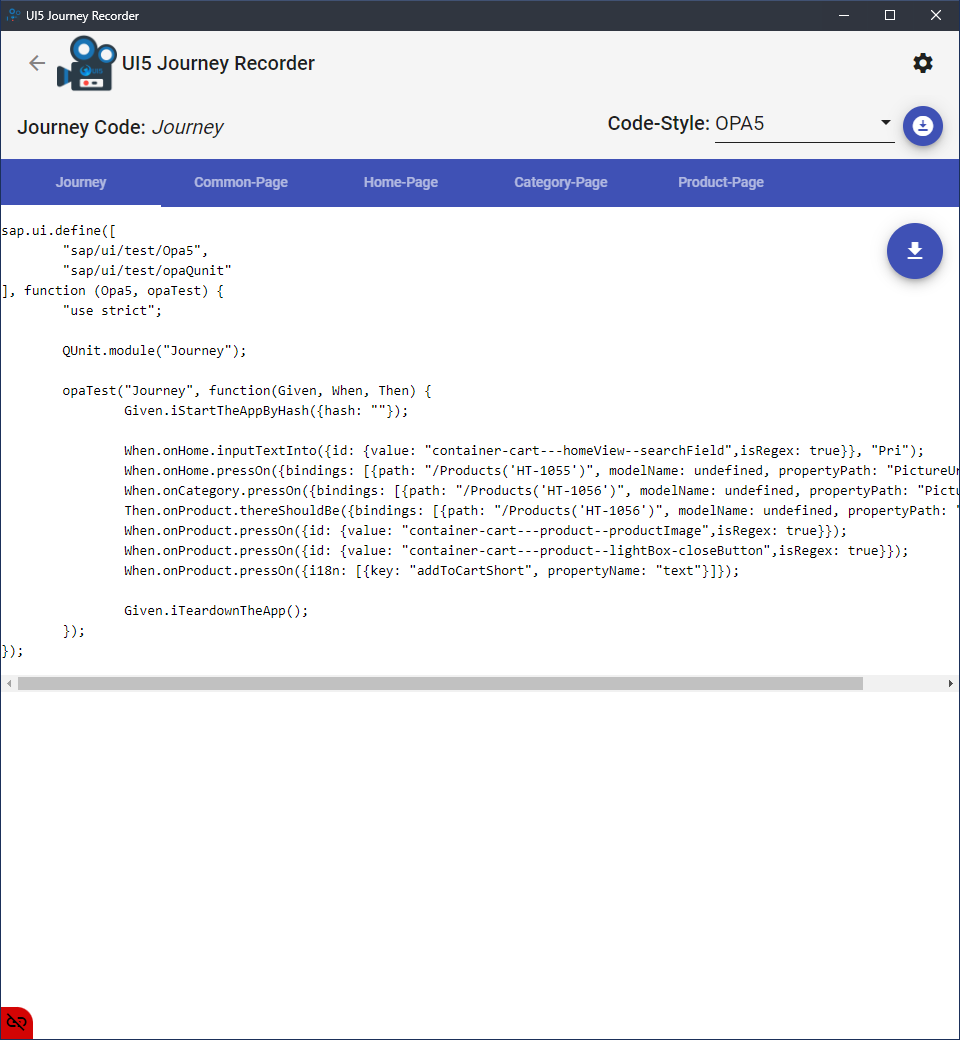 UI5 Journey Recorder
UI5 Journey Recorder
Journey Code: Journey
Code-Style: OPA5
Journey Common-Page Home-Page Category-Page Product-Page
sap.ui.define([
"sap/ui/test/Opa5",
"sap/ui/test/opaQunit"
], function (Opa5, opaTest) {
"use strict";
QUnit.module("Journey");
opaTest("Journey", function(Given, When, Then) {
Given.iStartTheAppByHash({hash: ""});
When.onHome.inputTextInto({id: {value: "container-cart---homeView--searchField",isRegex: true}}, "Pri");
When.onHome.pressOn({bindings: [{path: "/Products('HT-1055')", modelName: undefined, propertyPath: "PictureUr
When.onCategory.pressOn({bindings: [{path: "/Products('HT-1056')", modelName: undefined, propertyPath: "Pictu
Then.onProduct.thereShouldBe({bindings: [{path: "/Products('HT-1056')", modelName: undefined, propertyPath: "
When.onProduct.pressOn({id: {value: "container-cart---product--productImage",isRegex: true}});
When.onProduct.pressOn({id: {value: "container-cart---product--lightBox-closeButton",isRegex: true}});
When.onProduct.pressOn({i18n: [{key: "addToCartShort", propertyName: "text"}]});
Given.iTeardownTheApp();
});
});